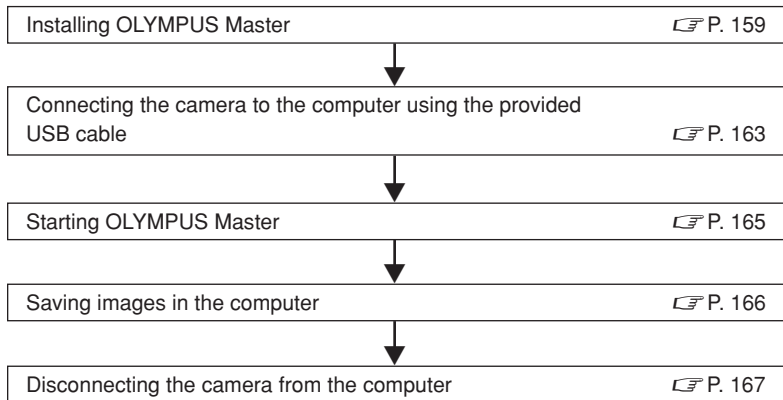 Installing OLYMPUS Master ☞ P. 159
Connecting the camera to the computer using the provided
USB cable ☞ P. 163
Starting OLYMPUS Master ☞ P. 165
Saving images in the computer ☞ P. 166
Disconnecting the camera from the computer ☞ P. 167